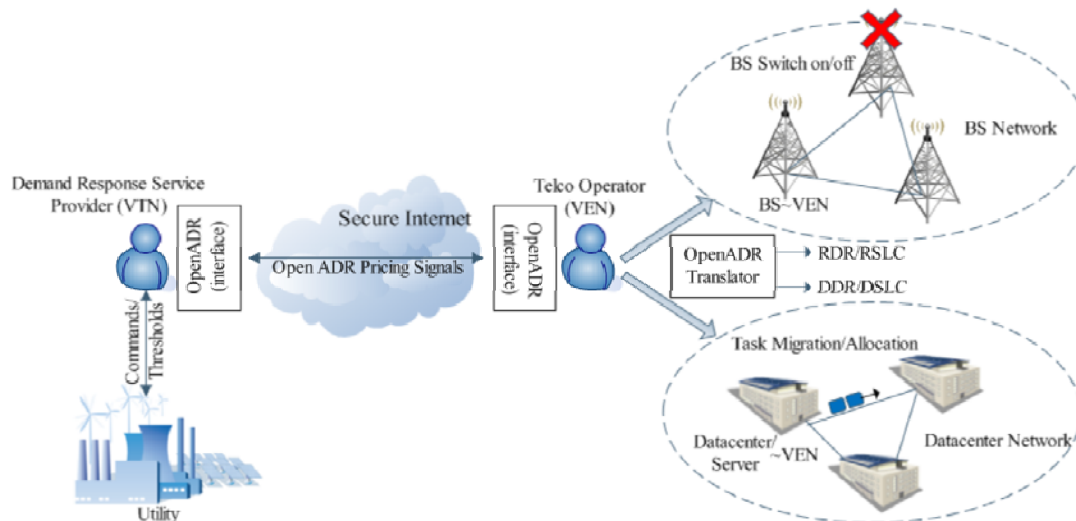 BS Switch on/off
BS Network
BS~VEN
Demand Response Service
Provider (VTN)
OpenADR
(interface)
Secure Internet
Open ADR Pricing Signals
OpenADR
(interface)
Telco Operator
(VEN)
OpenADR
Translator
RDR/RSLC
DDR/DSLC
Commands/
Thresholds
Utility
Task Migration/Allocation
Datacenter/
Server
~VEN
Datacenter Network/